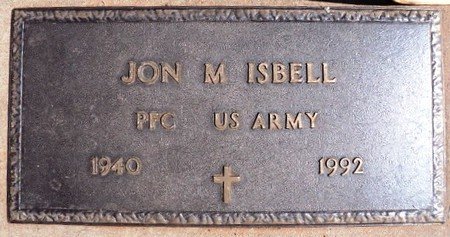 JON M ISBELL
PFC US ARMY
1940 1992